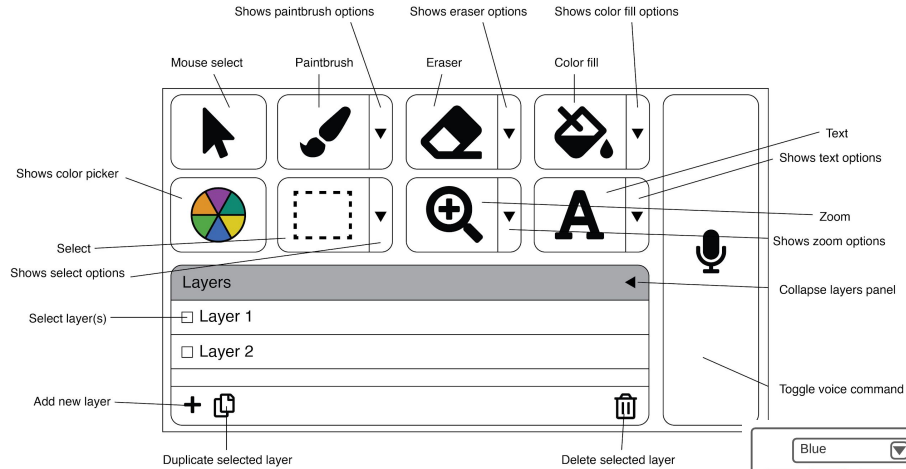 Shows paintbrush options
Shows eraser options
Shows color fill options
Mouse select
Paintbrush
Eraser
Color fill
Text
Shows text options
Shows color picker
A
Zoom
Select
Shows zoom options
Shows select options
Layers
Collapse layers panel
Select layer(s)
Layer 1
Layer 2
Toggle voice command
Add new layer
Blue
Duplicate selected layer
Delete selected layer